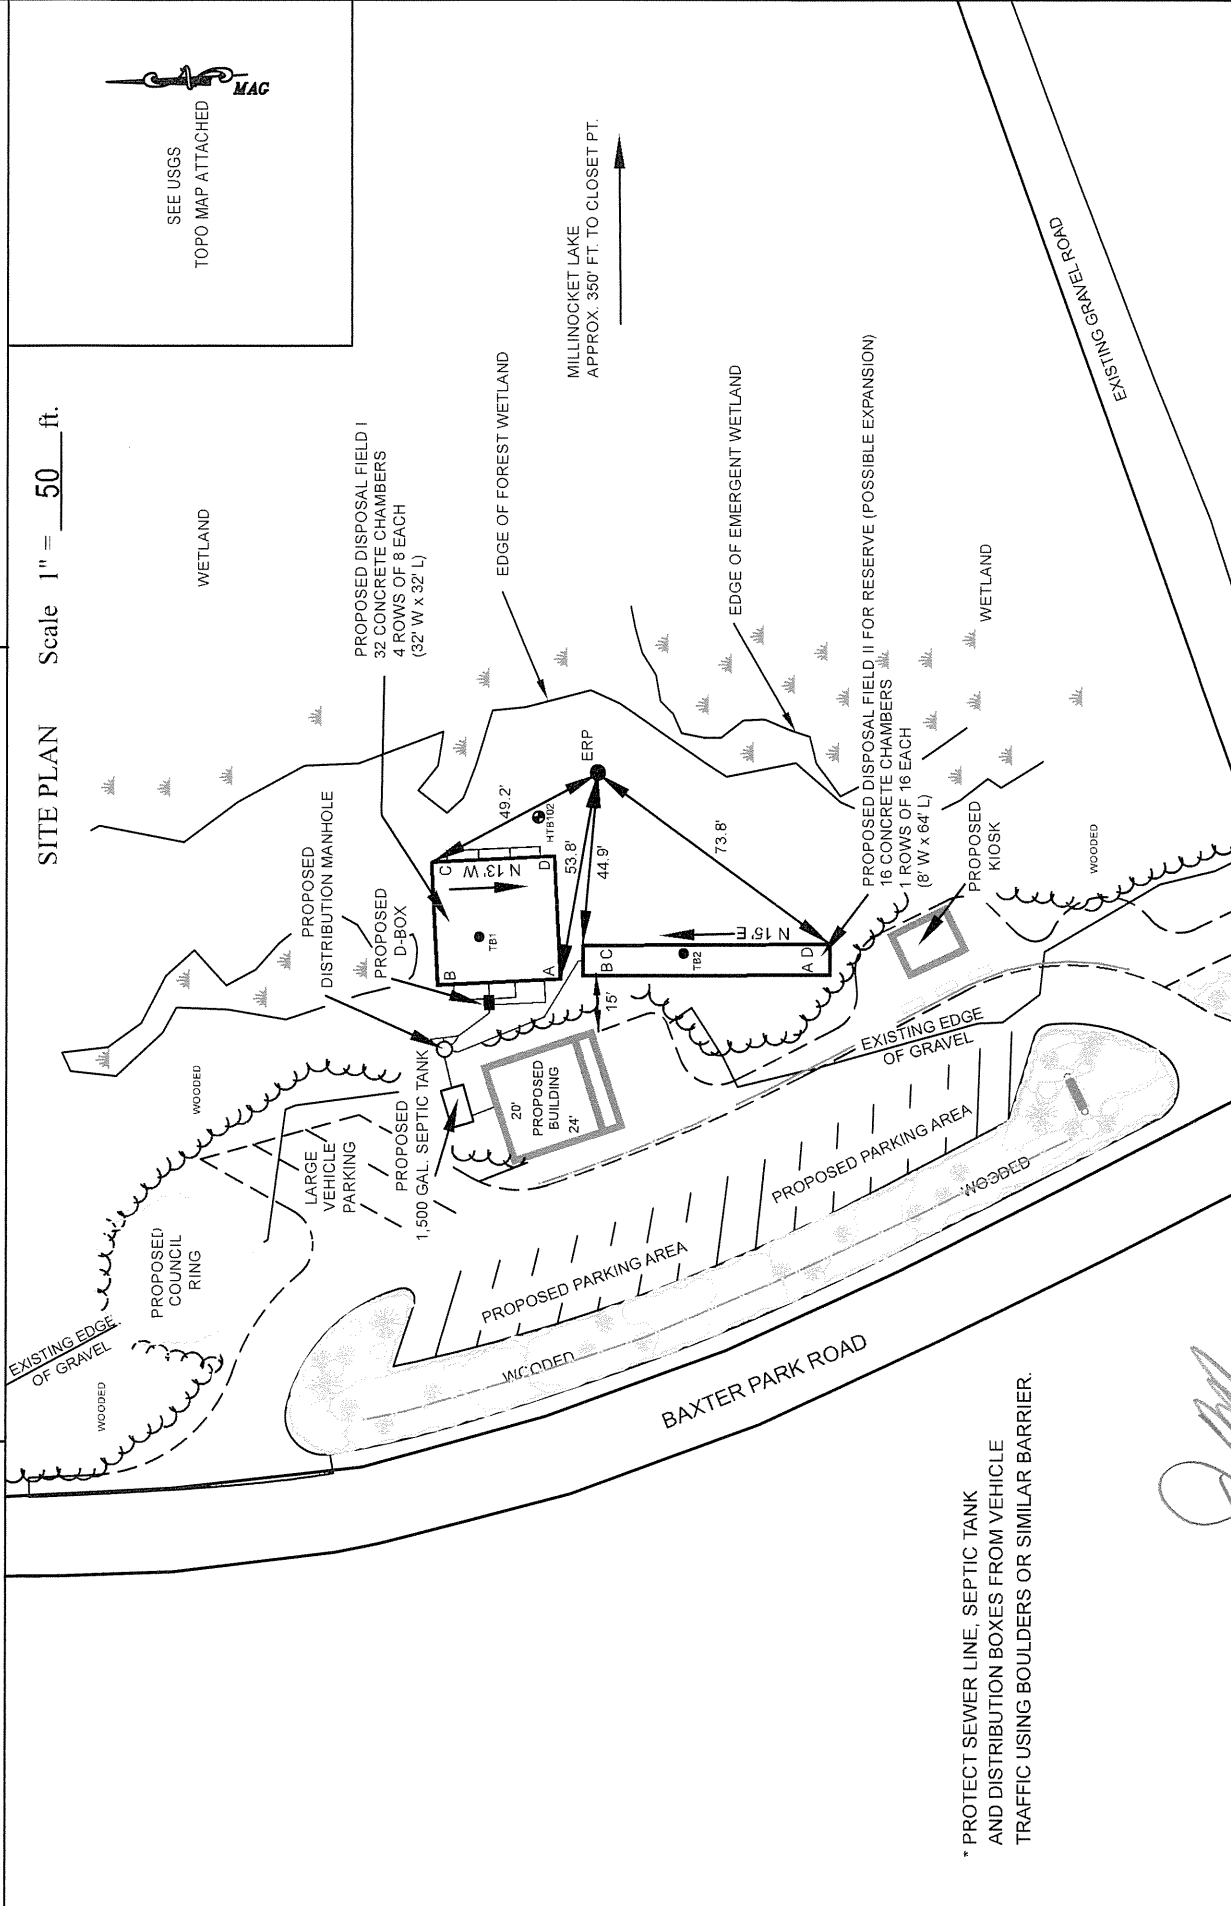 SITE PLAN Scale 1" = 50 ft.
SEE USGS
TOPO MAP ATTACHED
MAG
WETLAND
MILLINOCKET LAKE
APPROX. 350' FT. TO CLOSET PT.
PROPOSED DISPOSAL FIELD I
32 CONCRETE CHAMBERS
4 ROWS OF 8 EACH
(32' W x 32' L)
EDGE OF FOREST WETLAND
EDGE OF EMERGENT WETLAND
PROPOSED DISPOSAL FIELD II FOR RESERVE (POSSIBLE EXPANSION)
16 CONCRETE CHAMBERS
1 ROWS OF 16 EACH
(8' W x 64' L)
WETLAND
EXISTING GRAVEL ROAD
PROPOSED
DISTRIBUTION MANHOLE
PROPOSED
D-BOX
ERP
49.2'
HTB102
53.8'
44.9'
73.8'
C
D
N 13' W
TB1
B
A
B C
TB2
N 15' E
A D
15'
PROPOSED
KIOSK
WOODED
WOODED
LARGE
VEHICLE
PARKING
PROPOSED
1,500 GAL. SEPTIC TANK
20'
PROPOSED
BUILDING
24'
EXISTING EDGE
OF GRAVEL
PROPOSED
COUNCIL
RING
EXISTING EDGE
OF GRAVEL
WOODED
PROPOSED PARKING AREA
PROPOSED PARKING AREA
WOODED
WOODED
BAXTER PARK ROAD
* PROTECT SEWER LINE, SEPTIC TANK
AND DISTRIBUTION BOXES FROM VEHICLE
TRAFFIC USING BOULDERS OR SIMILAR BARRIER.